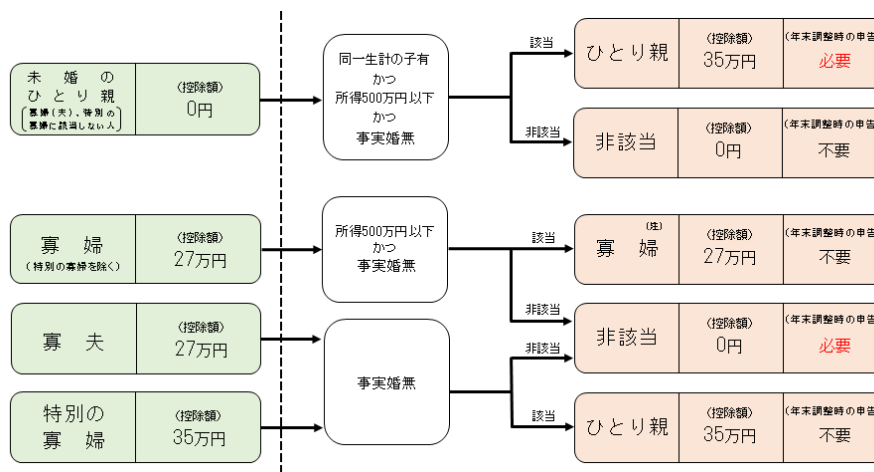 未婚の
ひとり親
寡婦(夫)、特別の
寡婦に該当しない人
(控除額)
0円
同一生計の子有
かつ
所得500万円以下
かつ
事実婚無
該当
ひとり親
(控除額)
35万円
(年末調整時の申告)
必要
非該当
非該当
(控除額)
0円
(年末調整時の申告)
不要
寡婦
(特別の寡婦を除く)
(控除額)
27万円
所得500万円以下
かつ
事実婚無
該当
寡婦
(注)
(控除額)
27万円
(年末調整時の申告)
不要
寡夫
(控除額)
27万円
非該当
非該当
非該当
(控除額)
0円
(年末調整時の申告)
必要
特別の
寡婦
(控除額)
35万円
事実婚無
該当
ひとり親
(控除額)
35万円
(年末調整時の申告)
不要